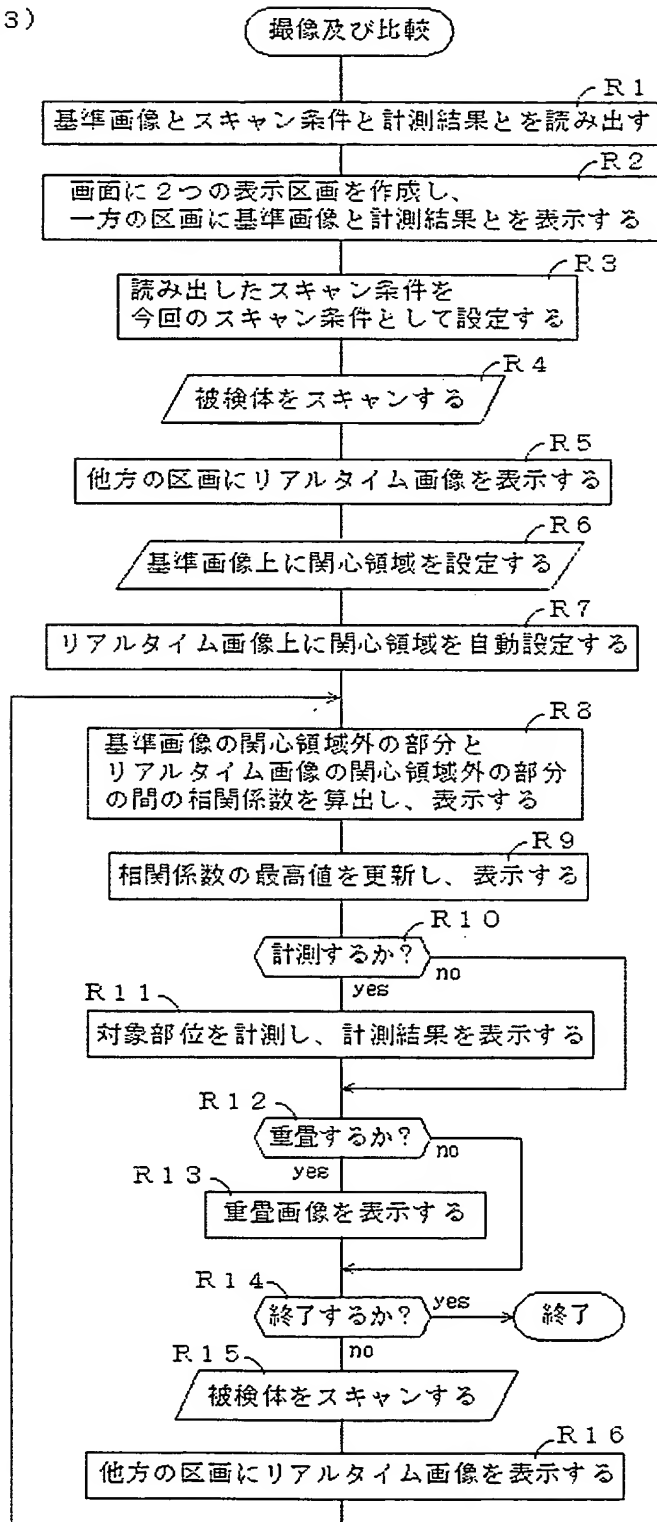 3)
撮像及び比較
R1
基準画像とスキャン条件と計測結果とを読み出す
R2
画面に2つの表示区画を作成し、
一方の区画に基準画像と計測結果とを表示する
R3
読み出したスキャン条件を
今回のスキャン条件として設定する
R4
被検体をスキャンする
R5
他方の区画にリアルタイム画像を表示する
R6
基準画像上に関心領域を設定する
R7
リアルタイム画像上に関心領域を自動設定する
R8
基準画像の関心領域外の部分と
リアルタイム画像の関心領域外の部分
の間の相関係数を算出し、表示する
R9
相関係数の最高値を更新し、表示する
R10
計測するか?
no
yes
R11
対象部位を計測し、計測結果を表示する
R12
重畳するか?
no
yes
R13
重畳画像を表示する
R14
終了するか?
yes
終了
no
R15
被検体をスキャンする
R16
他方の区画にリアルタイム画像を表示する